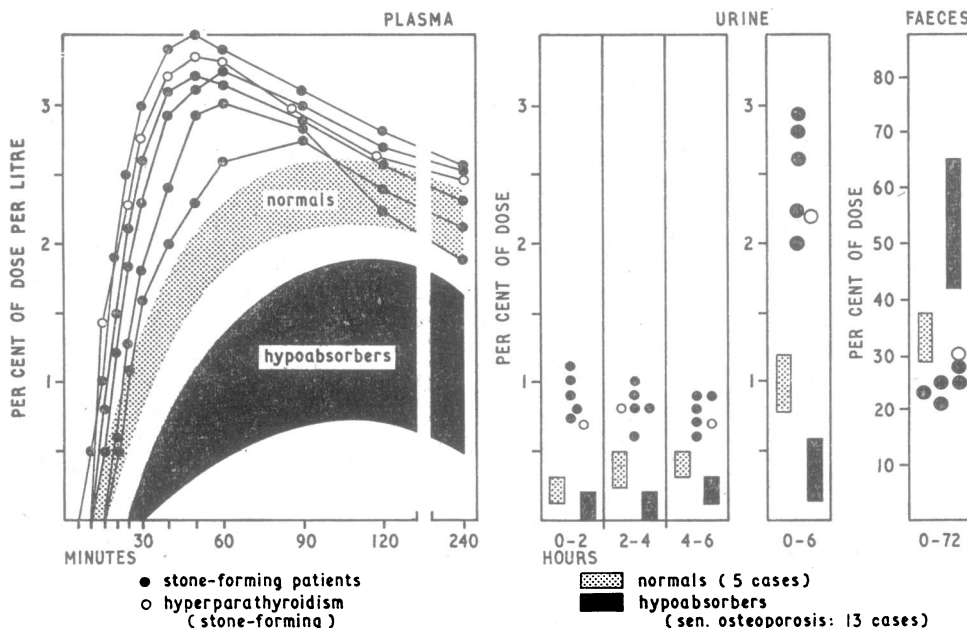 PLASMA
URINE
FAECES
PER CENT OF DOSE PER LITRE
3
2
1
normals
hypoabsorbers
MINUTES
30
60
90
120
240
PER CENT OF DOSE
3
2
1
0-2
2-4
4-6
HOURS
3
2
1
0-6
PER CENT OF DOSE
80
70
60
50
40
30
20
10
0-72
stone-forming patients
hyperparathyroidism
(stone-forming)
normals (5 cases)
hypoabsorbers
(sen. osteoporosis: 13 cases)